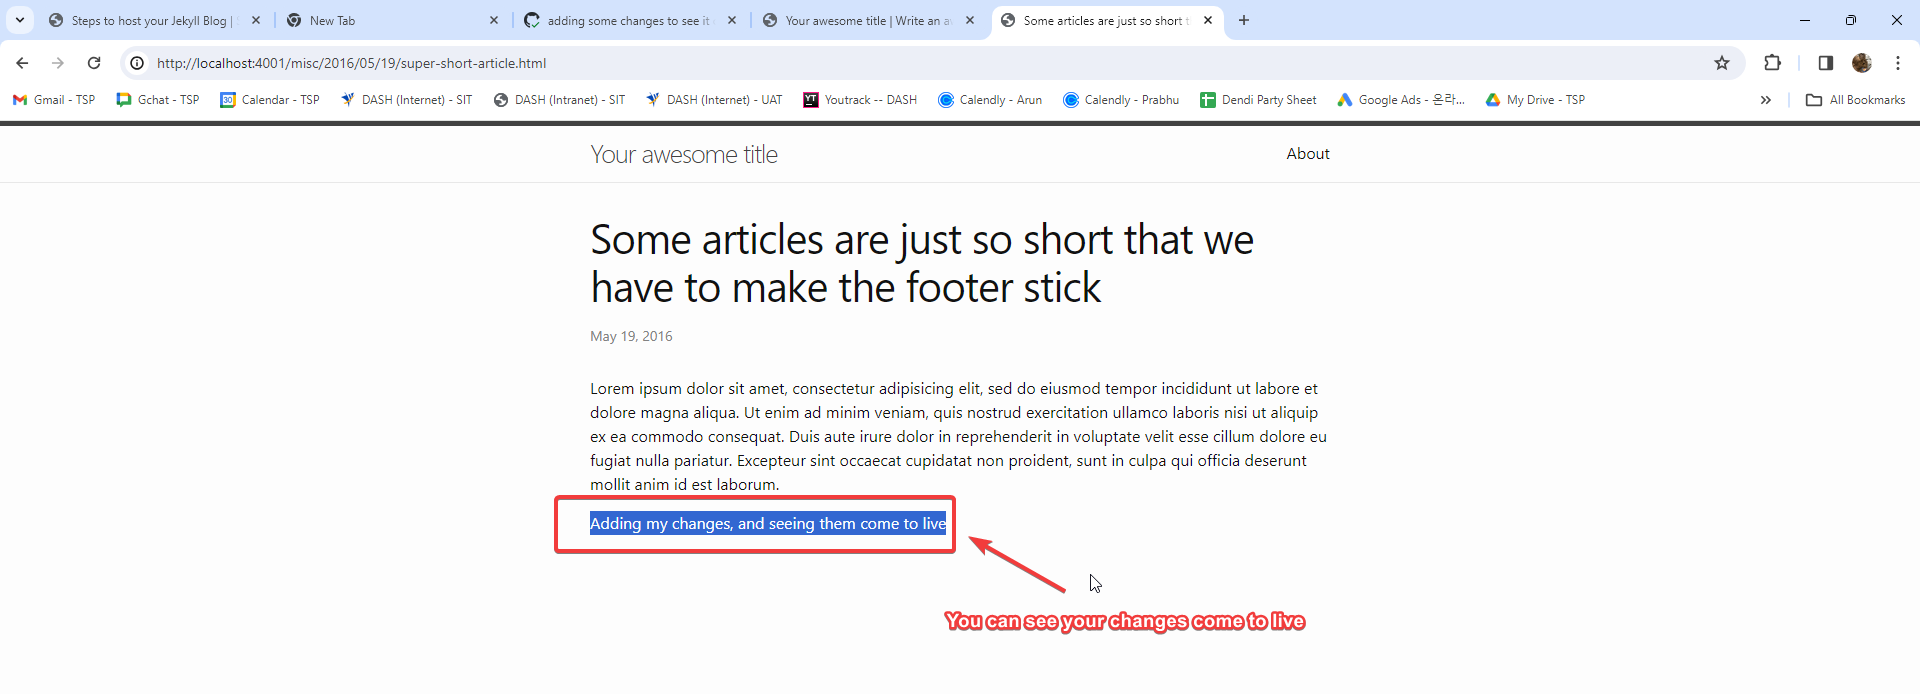 Steps to host your Jekyll Blog |
New Tab
adding some changes to see it
Your awesome title | Write an a
Some articles are just so short t
http://localhost:4001/misc/2016/05/19/super-short-article.html
Gmail - TSP
Gchat - TSP
Calendar - TSP
DASH (Internet) - SIT
DASH (Intranet) - SIT
DASH (Internet) - UAT
Youtrack -- DASH
Calendly - Arun
Calendly - Prabhu
Dendi Party Sheet
Google Ads - 온라...
My Drive - TSP
All Bookmarks
Your awesome title
About
Some articles are just so short that we
have to make the footer stick
May 19, 2016
Lorem ipsum dolor sit amet, consectetur adipisicing elit, sed do eiusmod tempor incididunt ut labore et
dolore magna aliqua. Ut enim ad minim veniam, quis nostrud exercitation ullamco laboris nisi ut aliquip
ex ea commodo consequat. Duis aute irure dolor in reprehenderit in voluptate velit esse cillum dolore eu
fugiat nulla pariatur. Excepteur sint occaecat cupidatat non proident, sunt in culpa qui officia deserunt
mollit anim id est laborum.
Adding my changes, and seeing them come to live
You can see your changes come to live